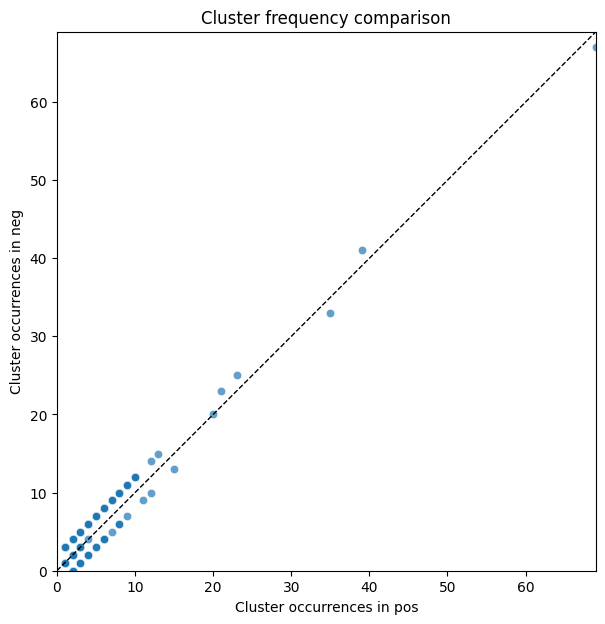 Cluster frequency comparison
Cluster occurrences in neg
60
50
40
30
20
10
0
0 10 20 30 40 50 60
Cluster occurrences in pos